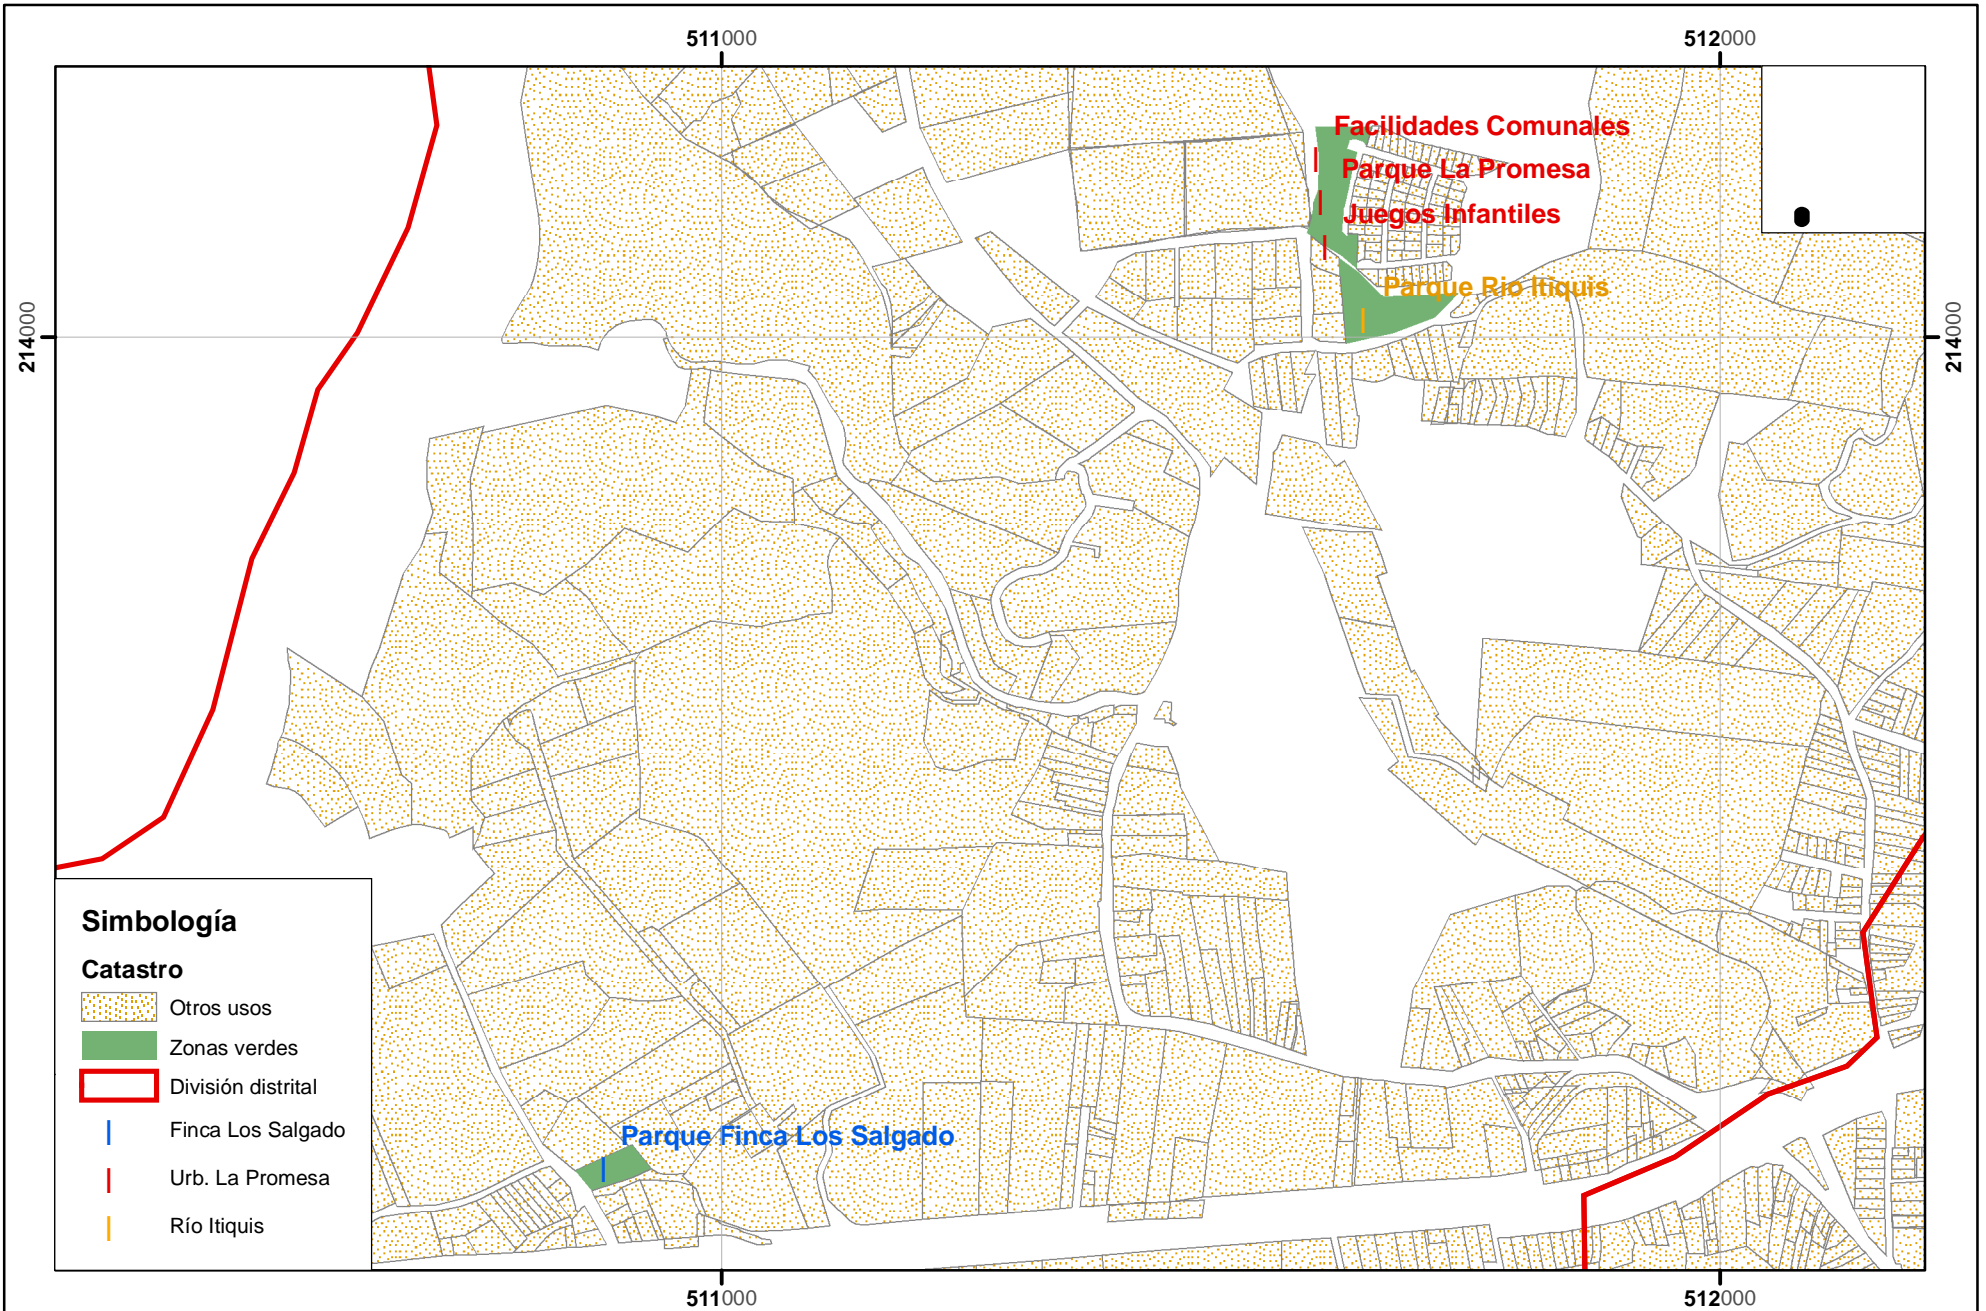 511000
512000
Facilidades Comunales
Parque La Promesa
Juegos Infantiles
Parque Rio Itiquis
214000
214000
Simbología
Catastro
Otros usos
Zonas verdes
División distrital
Finca Los Salgado
Urb. La Promesa
Río Itiquis
Parque Finca Los Salgado
511000
512000